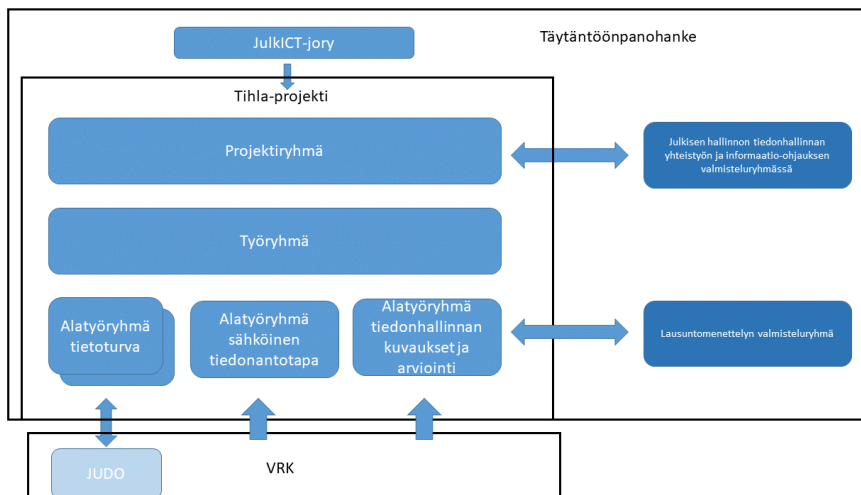 JulkICT-jory
Täytäntöönpanohanke
Tihla-projekti
Projektiryhmä
Julkisen hallinnon tiedonhallinnan
yhteistyön ja informaatio-ohjauksen
valmisteluryhmässä
Työryhmä
Alatyöryhmä
tietoturva
Alatyöryhmä
sähköinen
tiedonantotapa
Alatyöryhmä
tiedonhallinnan
kuvaukset ja
arviointi
Lausuntomenettelyn valmisteluryhmä
JUDO
VRK